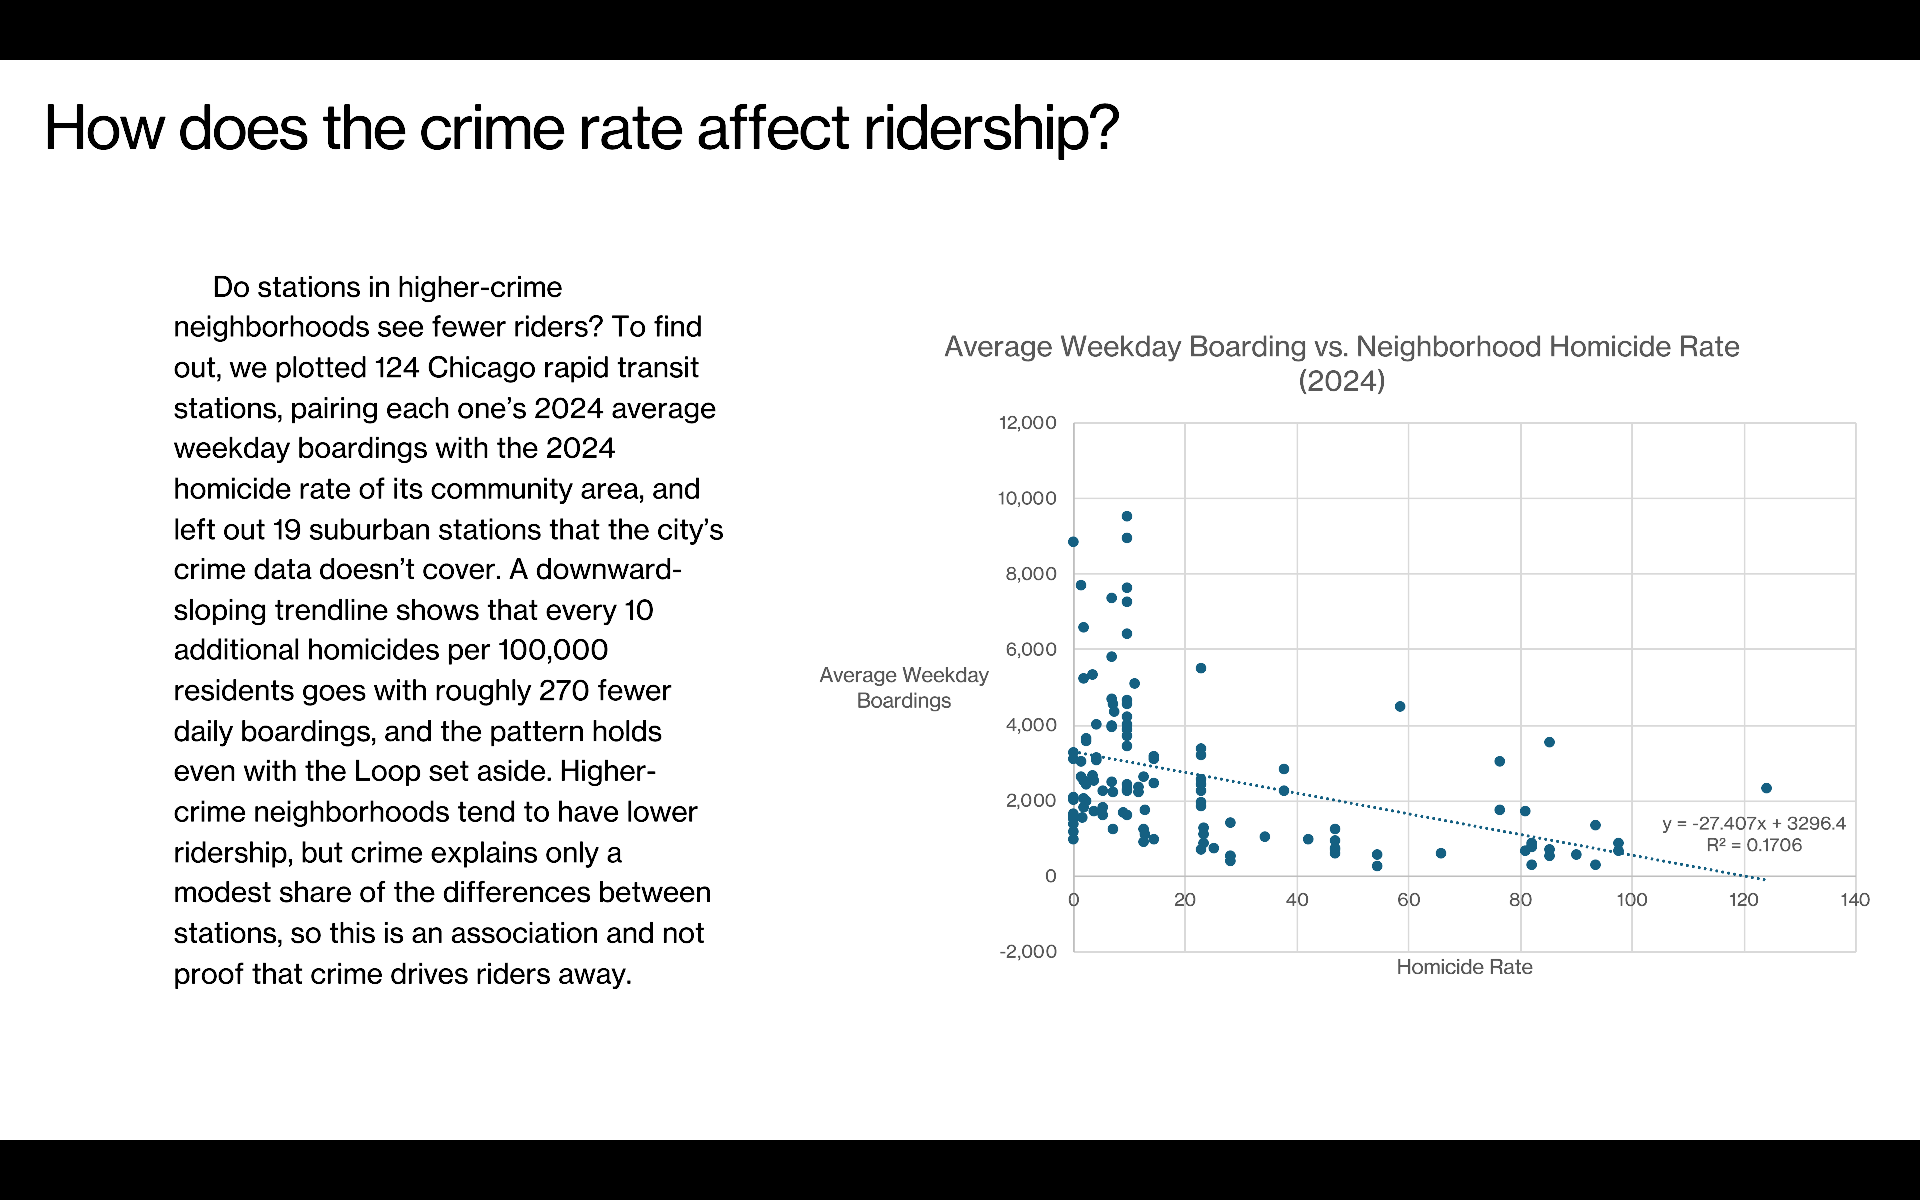 How does the crime rate affect ridership?
Do stations in higher-crime
neighborhoods see fewer riders? To find
out, we plotted 124 Chicago rapid transit
stations, pairing each one’s 2024 average
weekday boardings with the 2024
homicide rate of its community area, and
left out 19 suburban stations that the city’s
crime data doesn’t cover. A downward-
sloping trendline shows that every 10
additional homicides per 100,000
residents goes with roughly 270 fewer
daily boardings, and the pattern holds
even with the Loop set aside. Higher-
crime neighborhoods tend to have lower
ridership, but crime explains only a
modest share of the differences between
stations, so this is an association and not
proof that crime drives riders away.
Average Weekday Boarding vs. Neighborhood Homicide Rate
(2024)
12,000
10,000
8,000
6,000
Average Weekday
Boardings
4,000
2,000
y = -27.407x + 3296.4
R² = 0.1706
0
0 20 40 60 80 100 120 140
-2,000
Homicide Rate